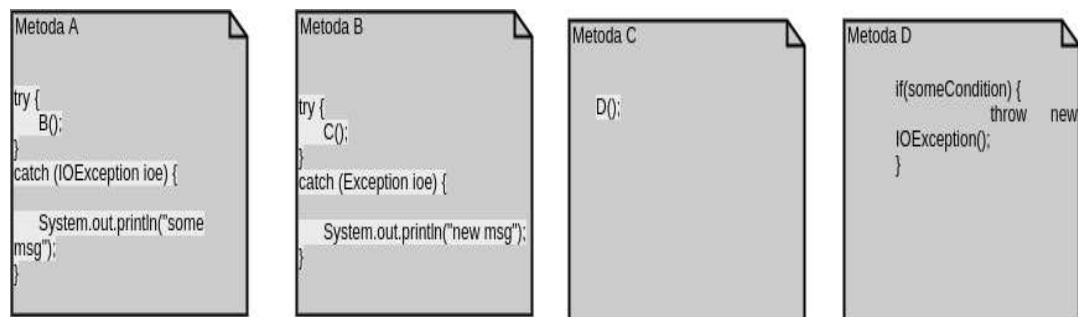 Metoda A
try {
B();
}
catch (IOException ioe) {
System.out.println("some
msg");
}
Metoda B
try {
C();
}
catch (Exception ioe) {
System.out.println("new msg");
}
Metoda C
D();
Metoda D
if(someCondition) {
throw new
IOException();
}